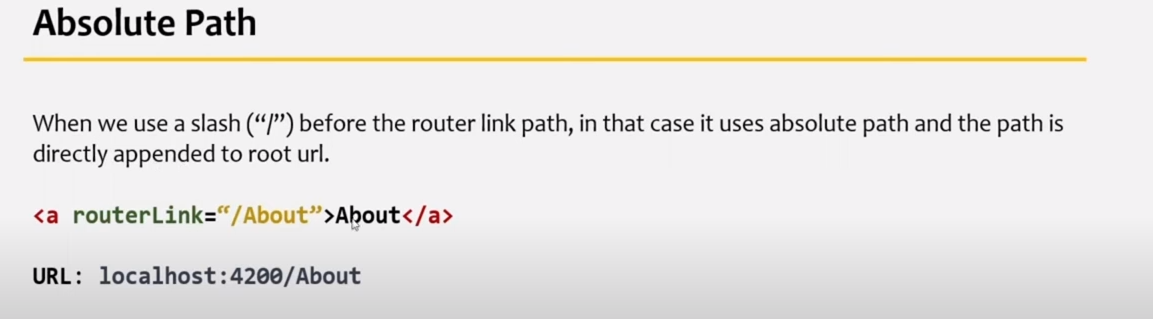 Absolute Path
When we use a slash (“/”) before the router link path, in that case it uses absolute path and the path is
directly appended to root url.
<a routerLink=“/About”>About</a>
URL: localhost:4200/About